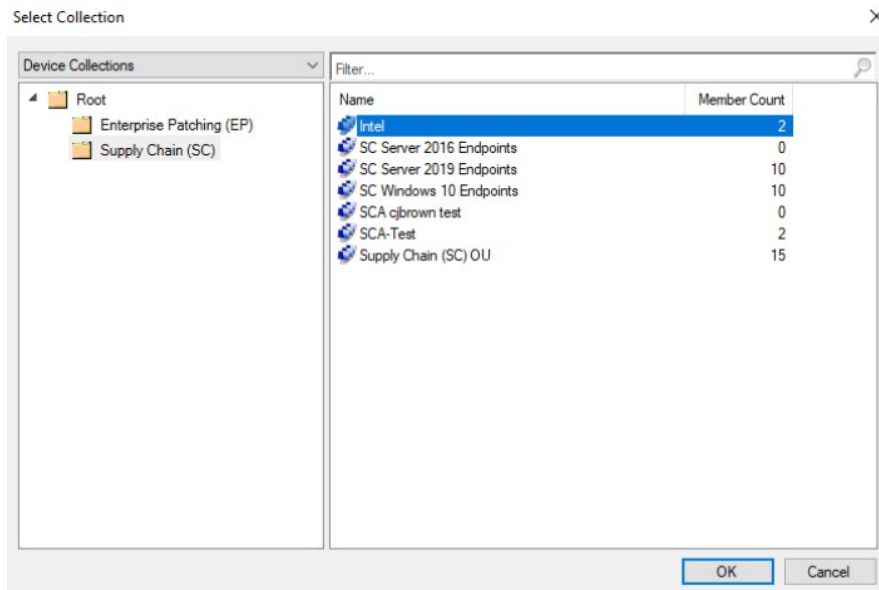 Select Collection
Device Collections
Filter...
Root
Enterprise Patching (EP)
Supply Chain (SC)
Name Member Count
Intel 2
SC Server 2016 Endpoints 0
SC Server 2019 Endpoints 10
SC Windows 10 Endpoints 10
SCA cjbrown test 0
SCA-Test 2
Supply Chain (SC) OU 15
OK Cancel